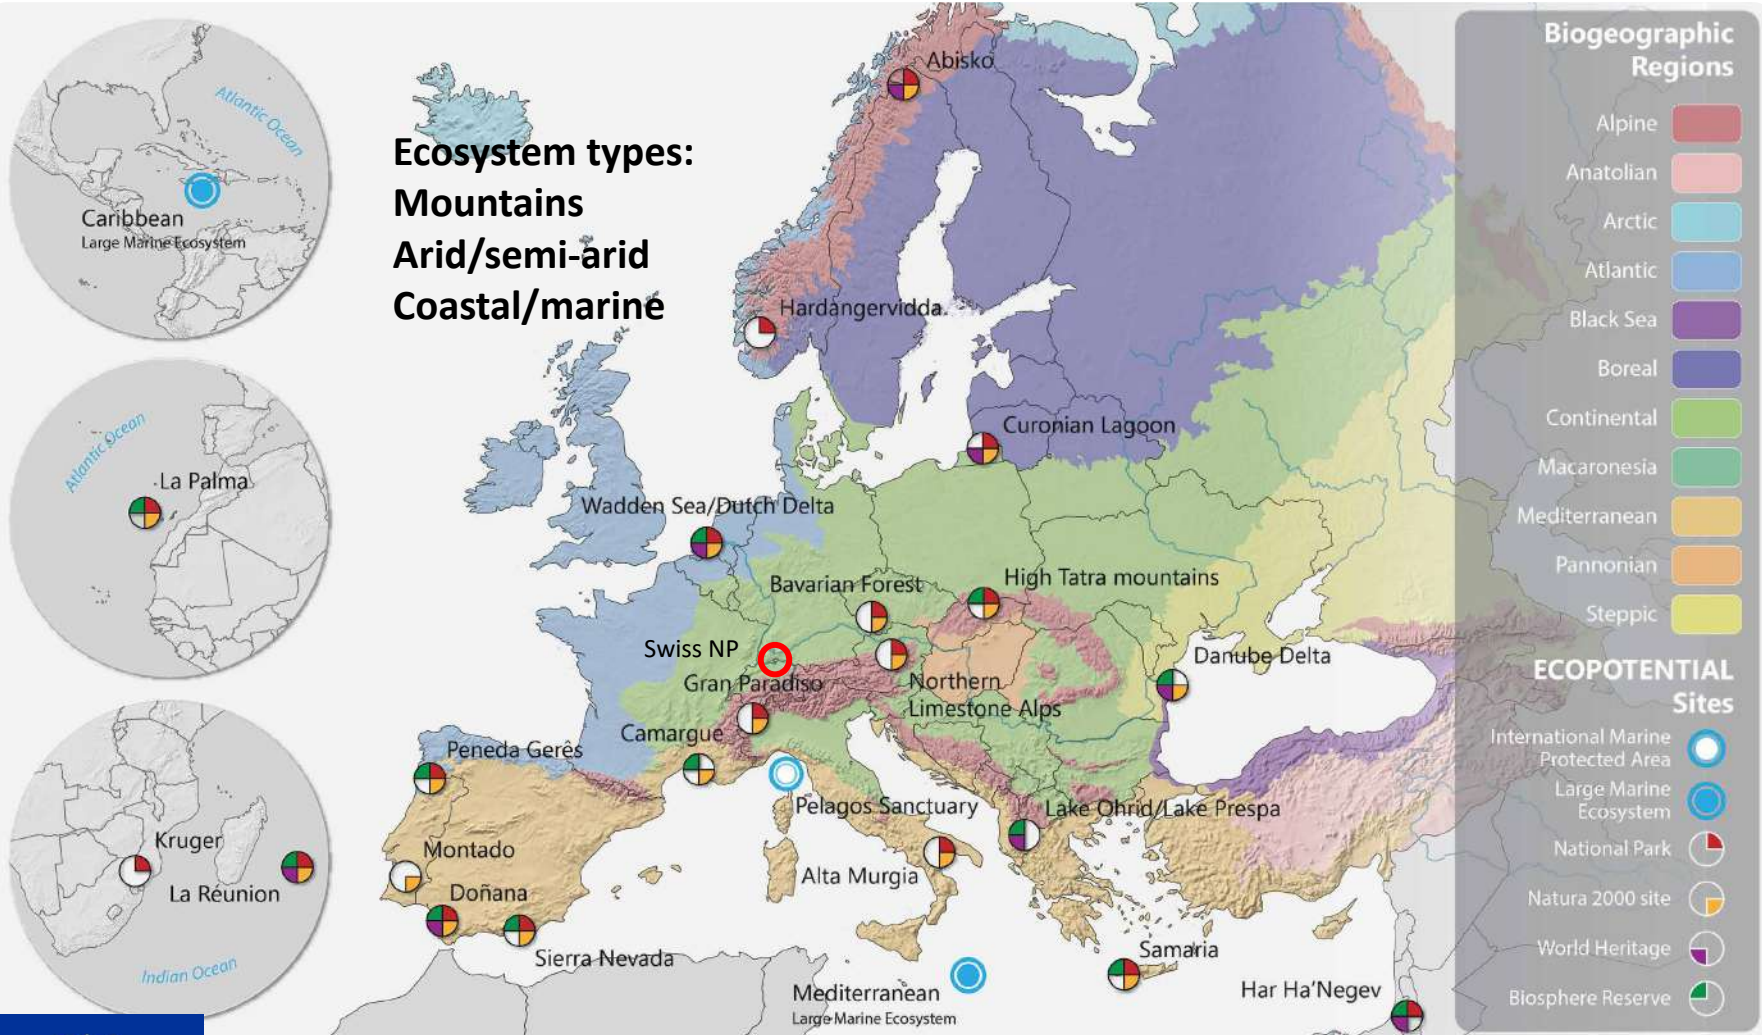 Atlantic Ocean
Caribbean
Large Marine Ecosystem
Atlantic Ocean
La Palma
Kruger
La Réunion
Indian Ocean
Ecosystem types:
Mountains
Arid/semi-arid
Coastal/marine
Abisko
Hardangervidda
Curonian Lagoon
Wadden Sea/Dutch Delta
Bavarian Forest
High Tatra mountains
Swiss NP
Gran Paradiso
Northern
Limestone Alps
Danube Delta
Camargue
Peneda Gerês
Pelagos Sanctuary
Lake Ohrid/Lake Prespa
Montado
Alta Murgia
Doñana
Sierra Nevada
Samaria
Mediterranean
Large Marine Ecosystem
Har Ha'Negev
Biogeographic
Regions
Alpine
Anatolian
Arctic
Atlantic
Black Sea
Boreal
Continental
Macaronesia
Mediterranean
Pannonian
Steppic
ECOPOTENTIAL
Sites
International Marine
Protected Area
Large Marine
Ecosystem
National Park
Natura 2000 site
World Heritage
Biosphere Reserve